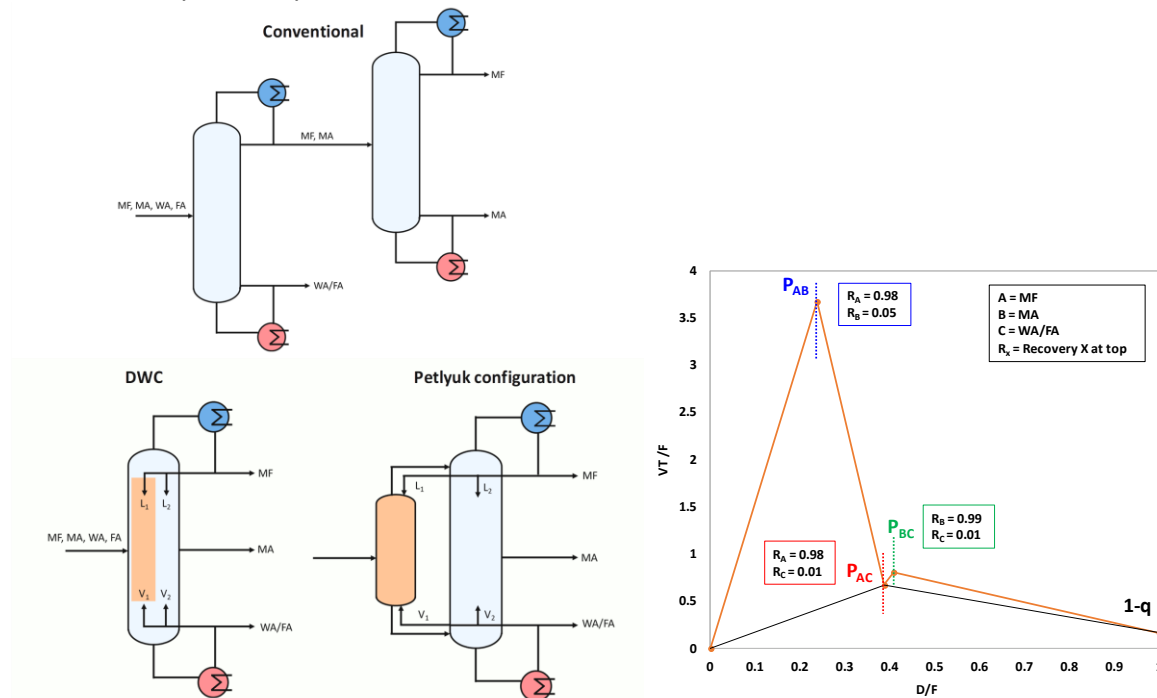 Conventional
MF
MF, MA
MF, MA, WA, FA
MA
WA/FA
DWC
Petlyuk configuration
MF
L1
L2
MF, MA, WA, FA
MA
V1
V2
WA/FA
MF
L1
L2
MA
V1
V2
WA/FA
4
3.5
3
2.5
2
1.5
1
0.5
0
VT /F
PAB
RA = 0.98
RB = 0.05
A = MF
B = MA
C = WA/FA
Rx = Recovery X at top
PBC
RB = 0.99
RC = 0.01
RA = 0.98
RC = 0.01
PAC
1-q
0
0.1
0.2
0.3
0.4
0.5
0.6
0.7
0.8
0.9
D/F